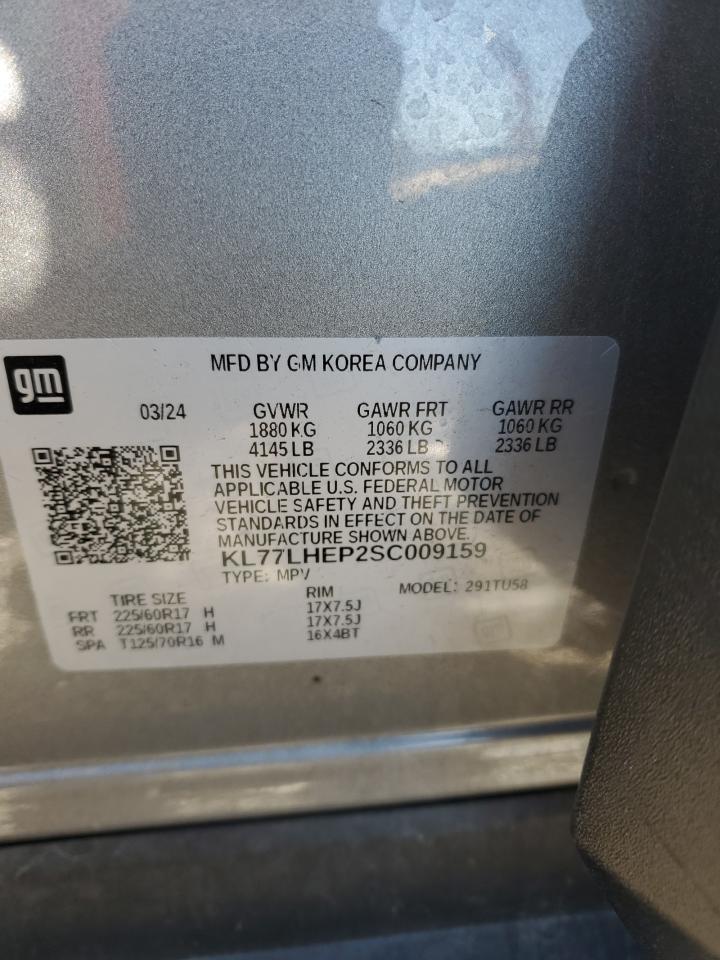 gm
MFD BY GM KOREA COMPANY
03/24 GVWR GAWR FRT GAWR RR
1880 KG 1060 KG 1060 KG
4145 LB 2336 LB 2336 LB
THIS VEHICLE CONFORMS TO ALL
APPLICABLE U.S. FEDERAL MOTOR
VEHICLE SAFETY AND THEFT PREVENTION
STANDARDS IN EFFECT ON THE DATE OF
MANUFACTURE SHOWN ABOVE.
KL77LHEP2SC009159
TYPE: MPV MODEL: 291TU58
TIRE SIZE RIM
FRT 225/60R17 H 17X7.5J
RR 225/60R17 H 17X7.5J
SPA T125/70R16 M 16X4BT
gm